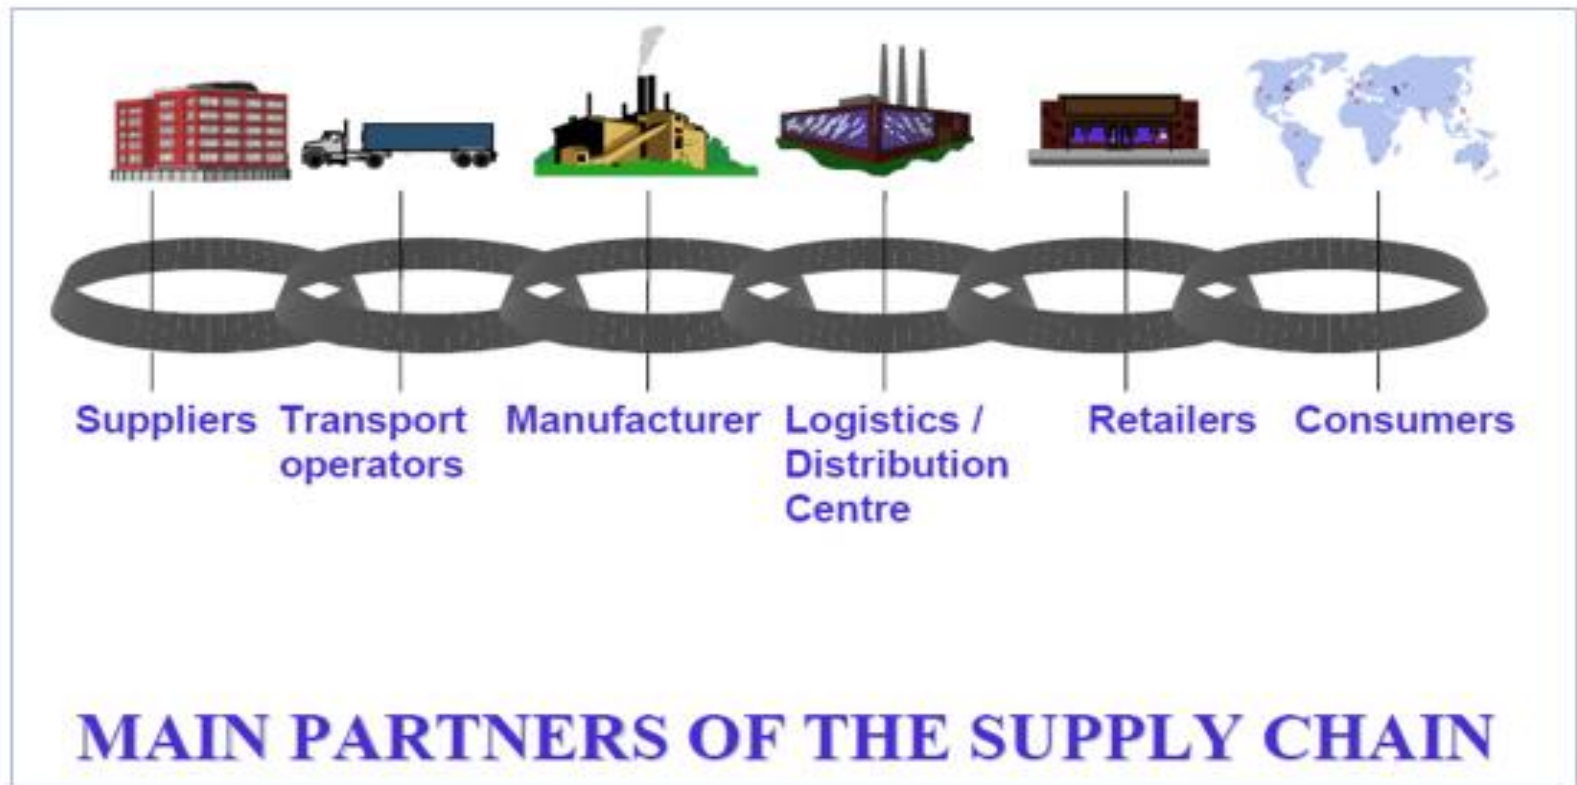 Suppliers
Transport
operators
Manufacturer
Logistics /
Distribution
Centre
Retailers
Consumers
MAIN PARTNERS OF THE SUPPLY CHAIN